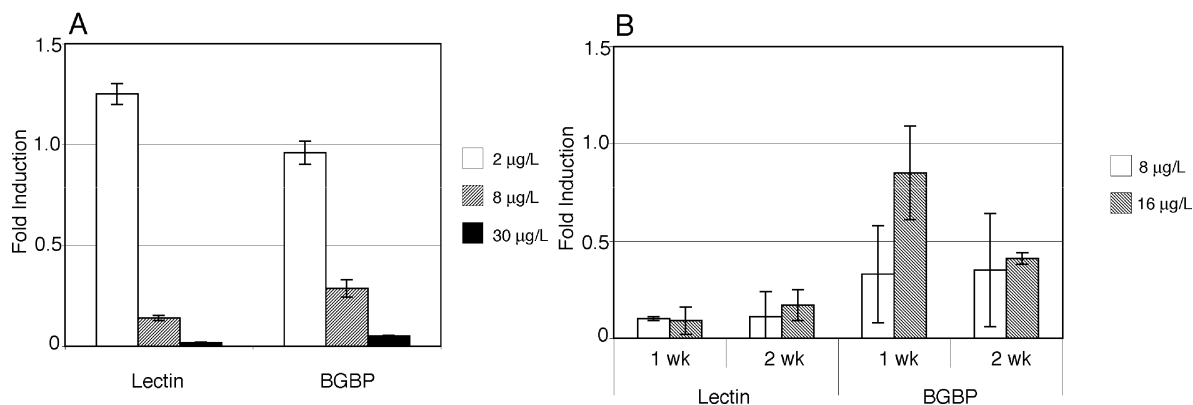 A
Fold Induction
1.5
1.0
0.5
0
Lectin BGBP
2 μg/L
8 μg/L
30 μg/L
B
Fold Induction
1.5
1.0
0.5
0
1 wk 2 wk 1 wk 2 wk
Lectin BGBP
8 μg/L
16 μg/L